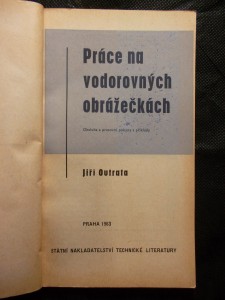 Práce na
vodorovných
obrážečkách
Jiří Outrata
PRAHA 1953
STÁTNÍ NAKLADATELSTVÍ TECHNICKÉ LITERATURY